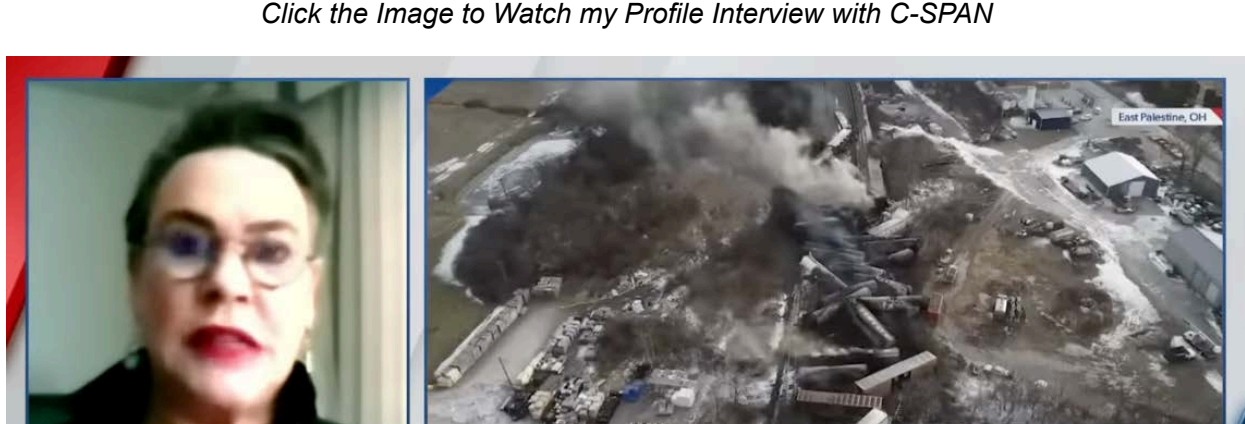 Click the Image to Watch my Profile Interview with C-SPAN
East Palestine, OH